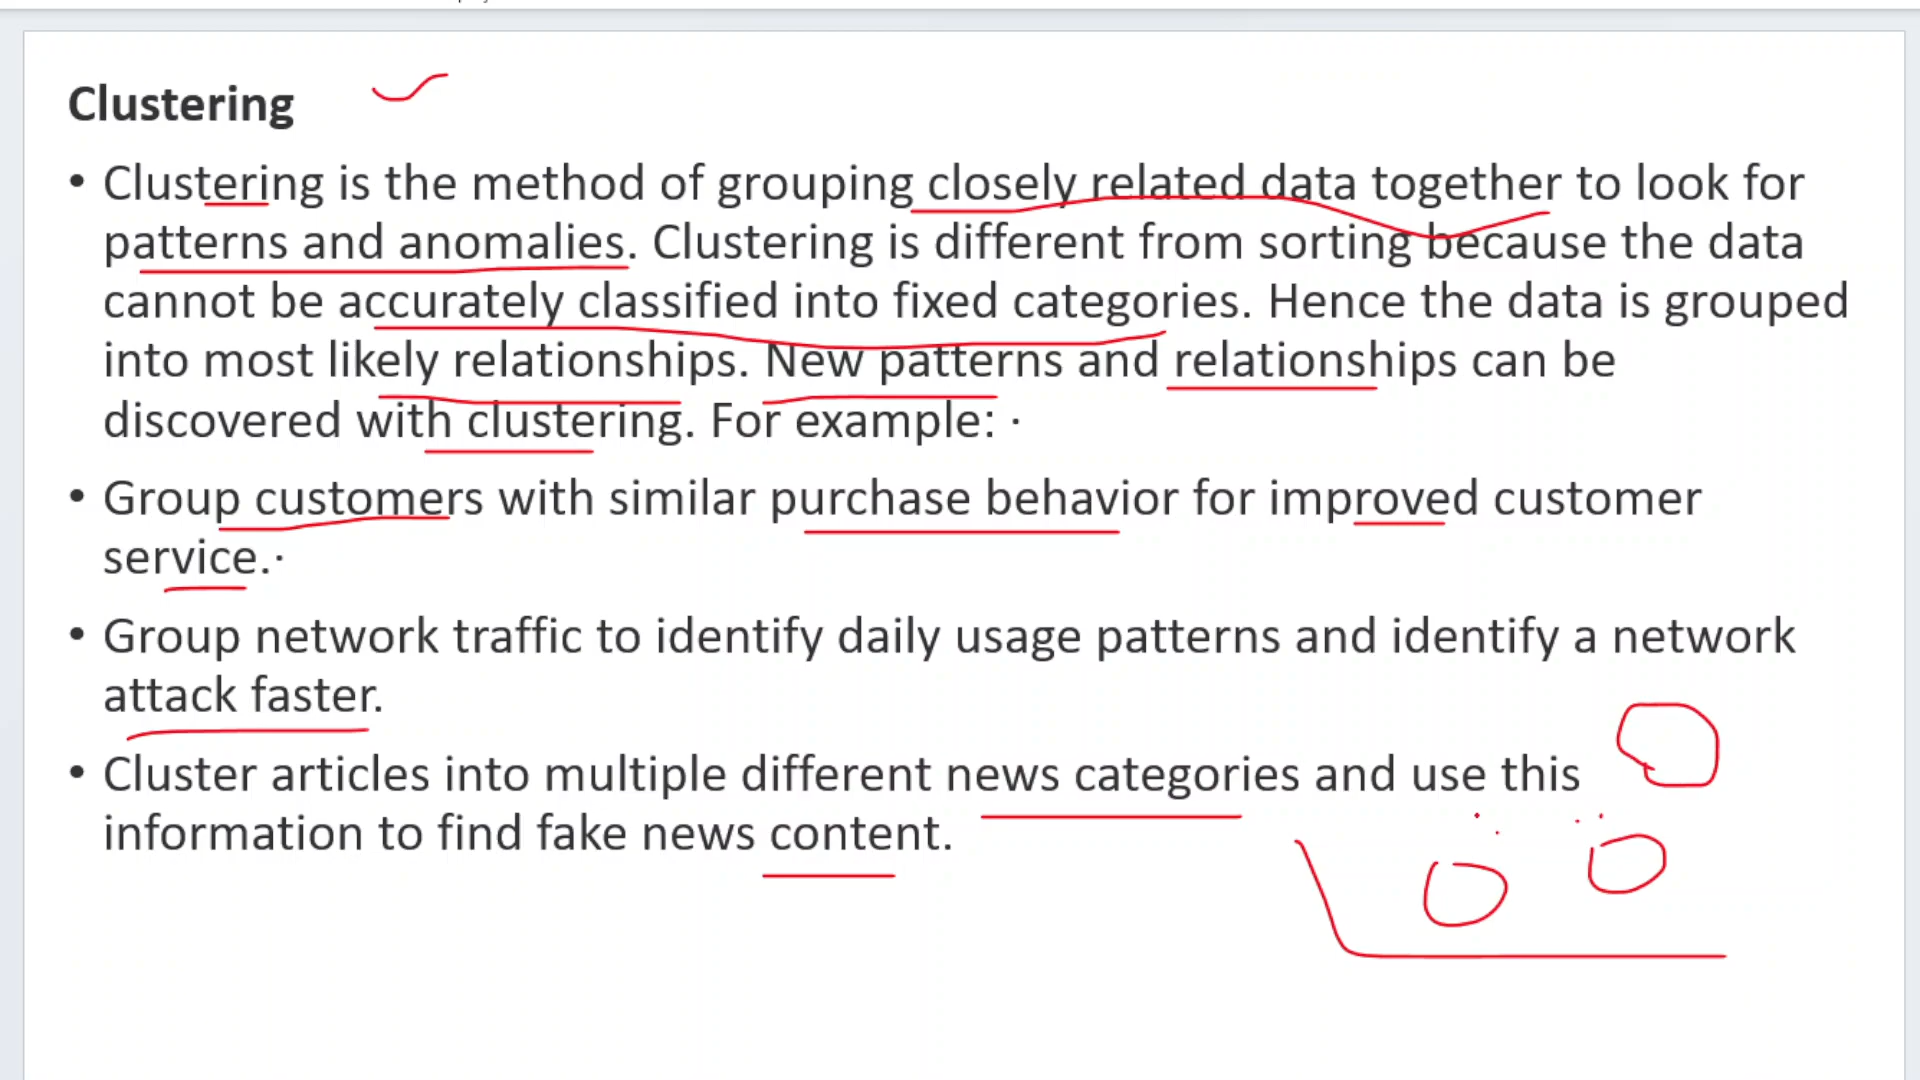 Clustering
• Clustering is the method of grouping closely related data together to look for
patterns and anomalies. Clustering is different from sorting because the data
cannot be accurately classified into fixed categories. Hence the data is grouped
into most likely relationships. New patterns and relationships can be
discovered with clustering. For example: ·
• Group customers with similar purchase behavior for improved customer
service.·
• Group network traffic to identify daily usage patterns and identify a network
attack faster.
• Cluster articles into multiple different news categories and use this
information to find fake news content.